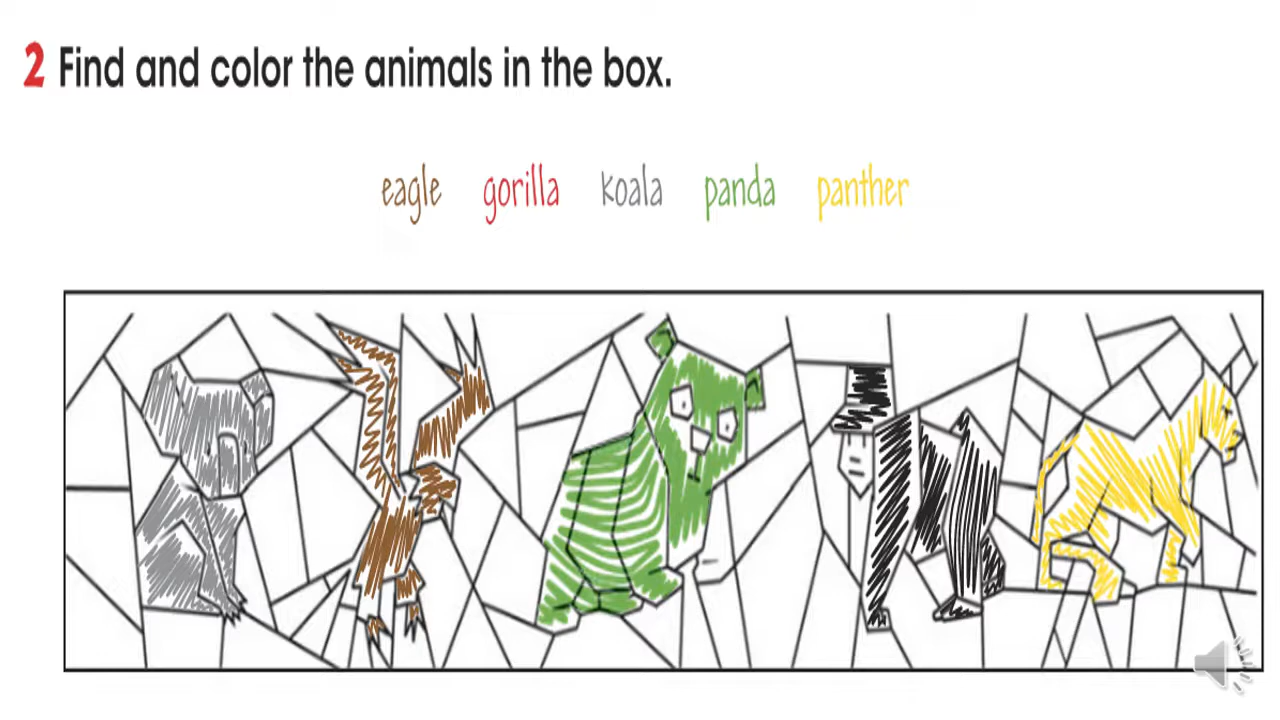 2 Find and color the animals in the box.
eagle gorilla koala panda panther